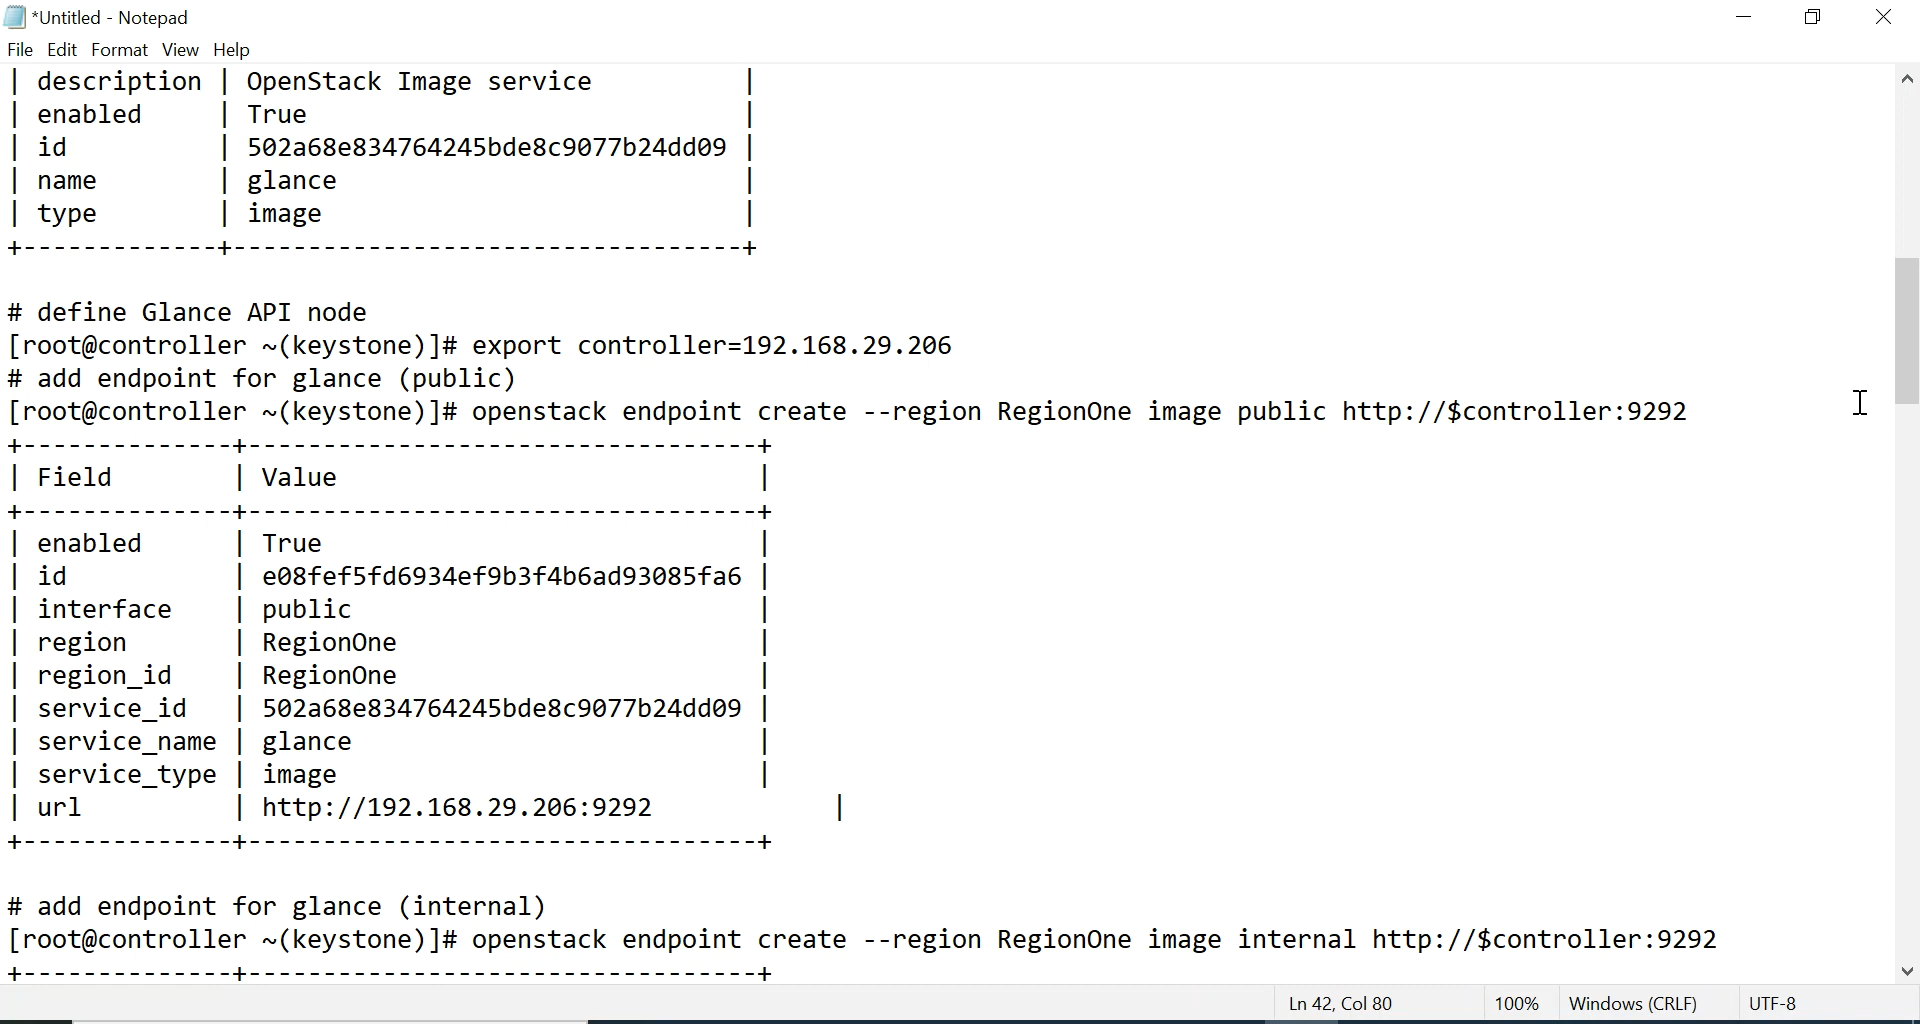 *Untitled - Notepad
File Edit Format View Help
| description | OpenStack Image service          |
| enabled     | True                             |
| id          | 502a68e834764245bde8c9077b24dd09 |
| name        | glance                           |
| type        | image                            |
+-------------+----------------------------------+
# define Glance API node
[root@controller ~(keystone)]# export controller=192.168.29.206
# add endpoint for glance (public)
[root@controller ~(keystone)]# openstack endpoint create --region RegionOne image public http://$controller:9292
+--------------+----------------------------------+
| Field        | Value                            |
+--------------+----------------------------------+
| enabled      | True                             |
| id           | e08fef5fd6934ef9b3f4b6ad93085fa6 |
| interface    | public                           |
| region       | RegionOne                        |
| region_id    | RegionOne                        |
| service_id   | 502a68e834764245bde8c9077b24dd09 |
| service_name | glance                           |
| service_type | image                            |
| url          | http://192.168.29.206:9292            |
+--------------+----------------------------------+
# add endpoint for glance (internal)
[root@controller ~(keystone)]# openstack endpoint create --region RegionOne image internal http://$controller:9292
+--------------+----------------------------------+
Ln 42, Col 80 100% Windows (CRLF) UTF-8